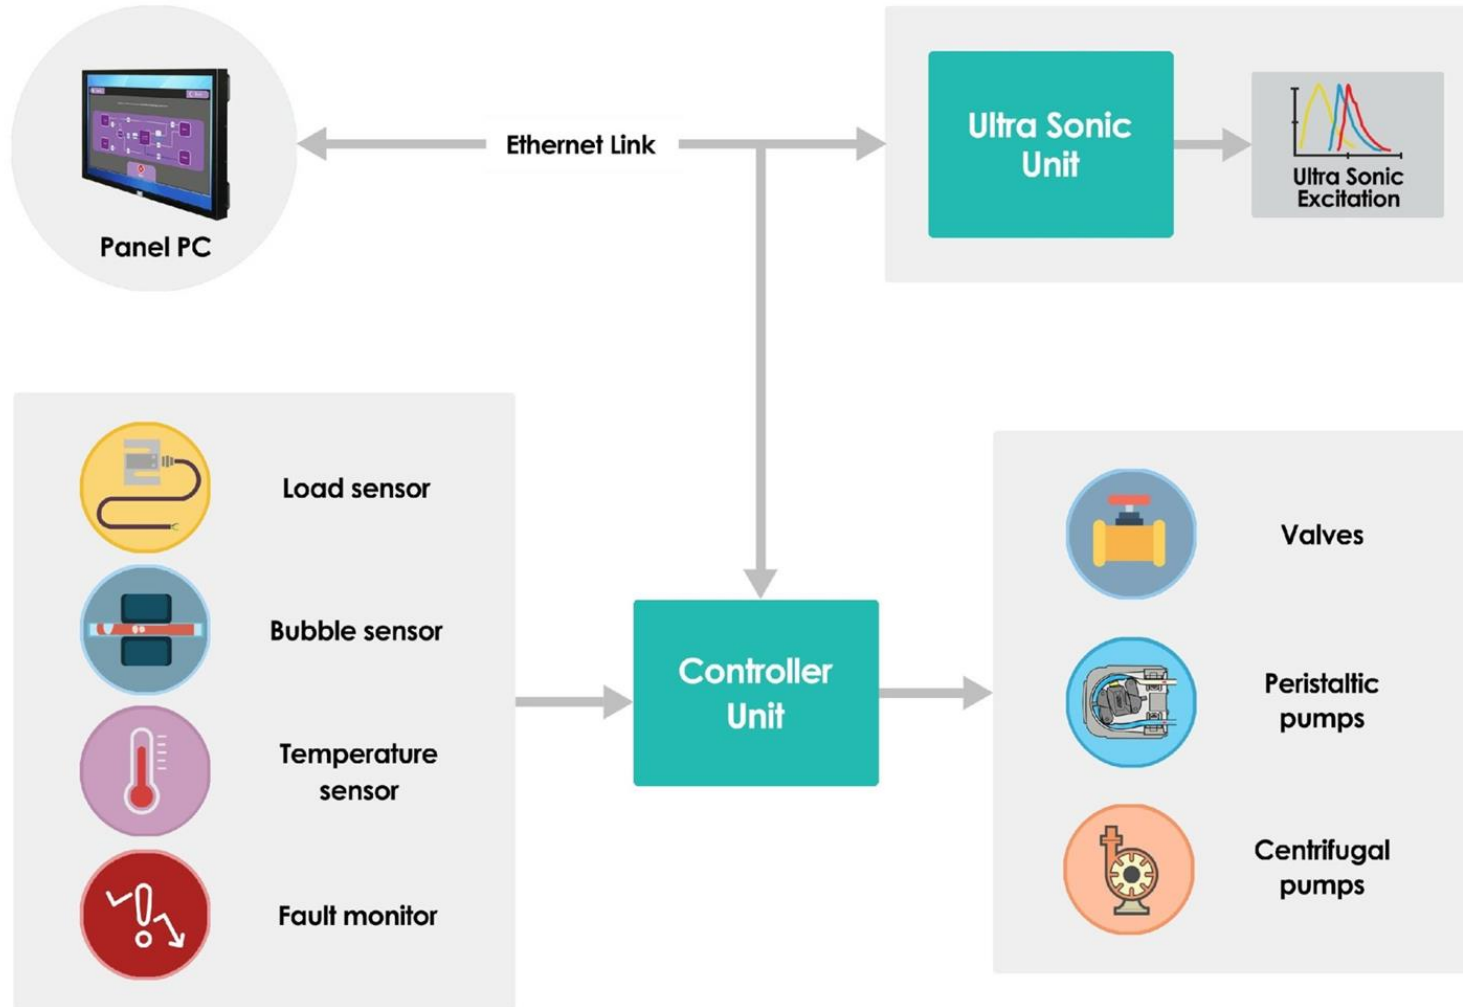 Panel PC
Ethernet Link
Ultra Sonic
Unit
Ultra Sonic
Excitation
Load sensor
Bubble sensor
Temperature
sensor
Fault monitor
Controller
Unit
Valves
Peristaltic
pumps
Centrifugal
pumps